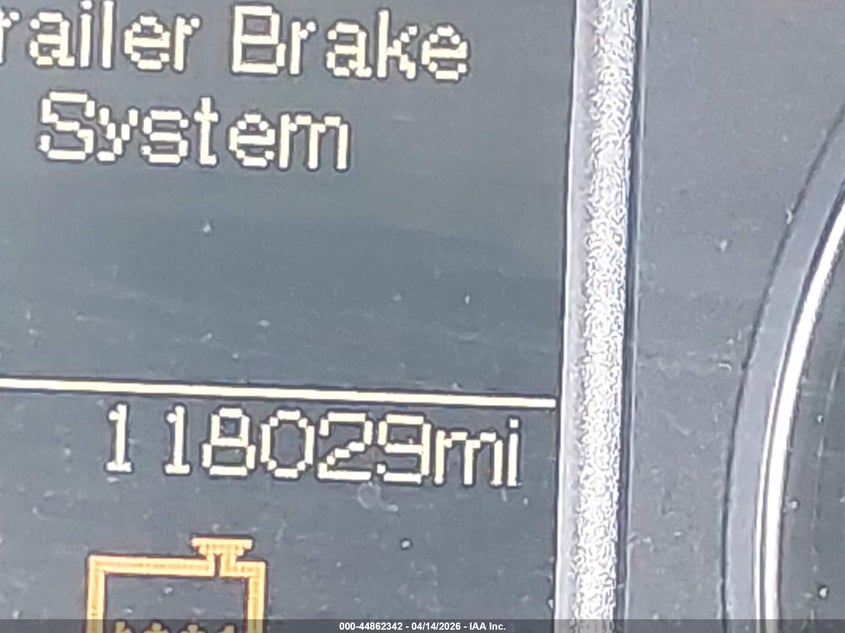 railer Brake
System
118029mi
000-44862342 - 04/14/2026 - IAA Inc.